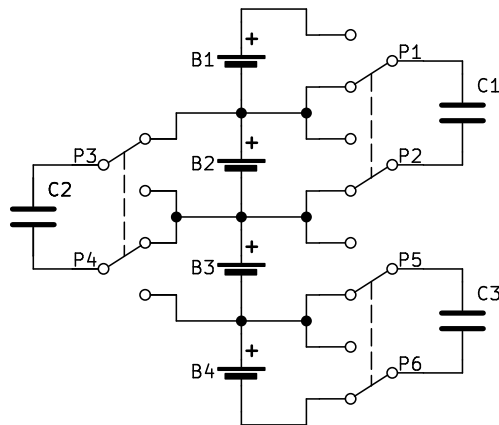 +
B1
P1
C1
+
P3
B2
P2
C2
+
P4
B3
P5
C3
+
B4
P6